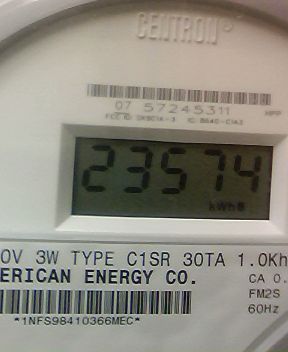 CENTRON®
07 57245311
23574
kWh
0V 3W TYPE C1SR 30TA 1.0Kh
ERICAN ENERGY CO.
CA 0.
FM2S
60Hz
*1NFS98410366MEC*